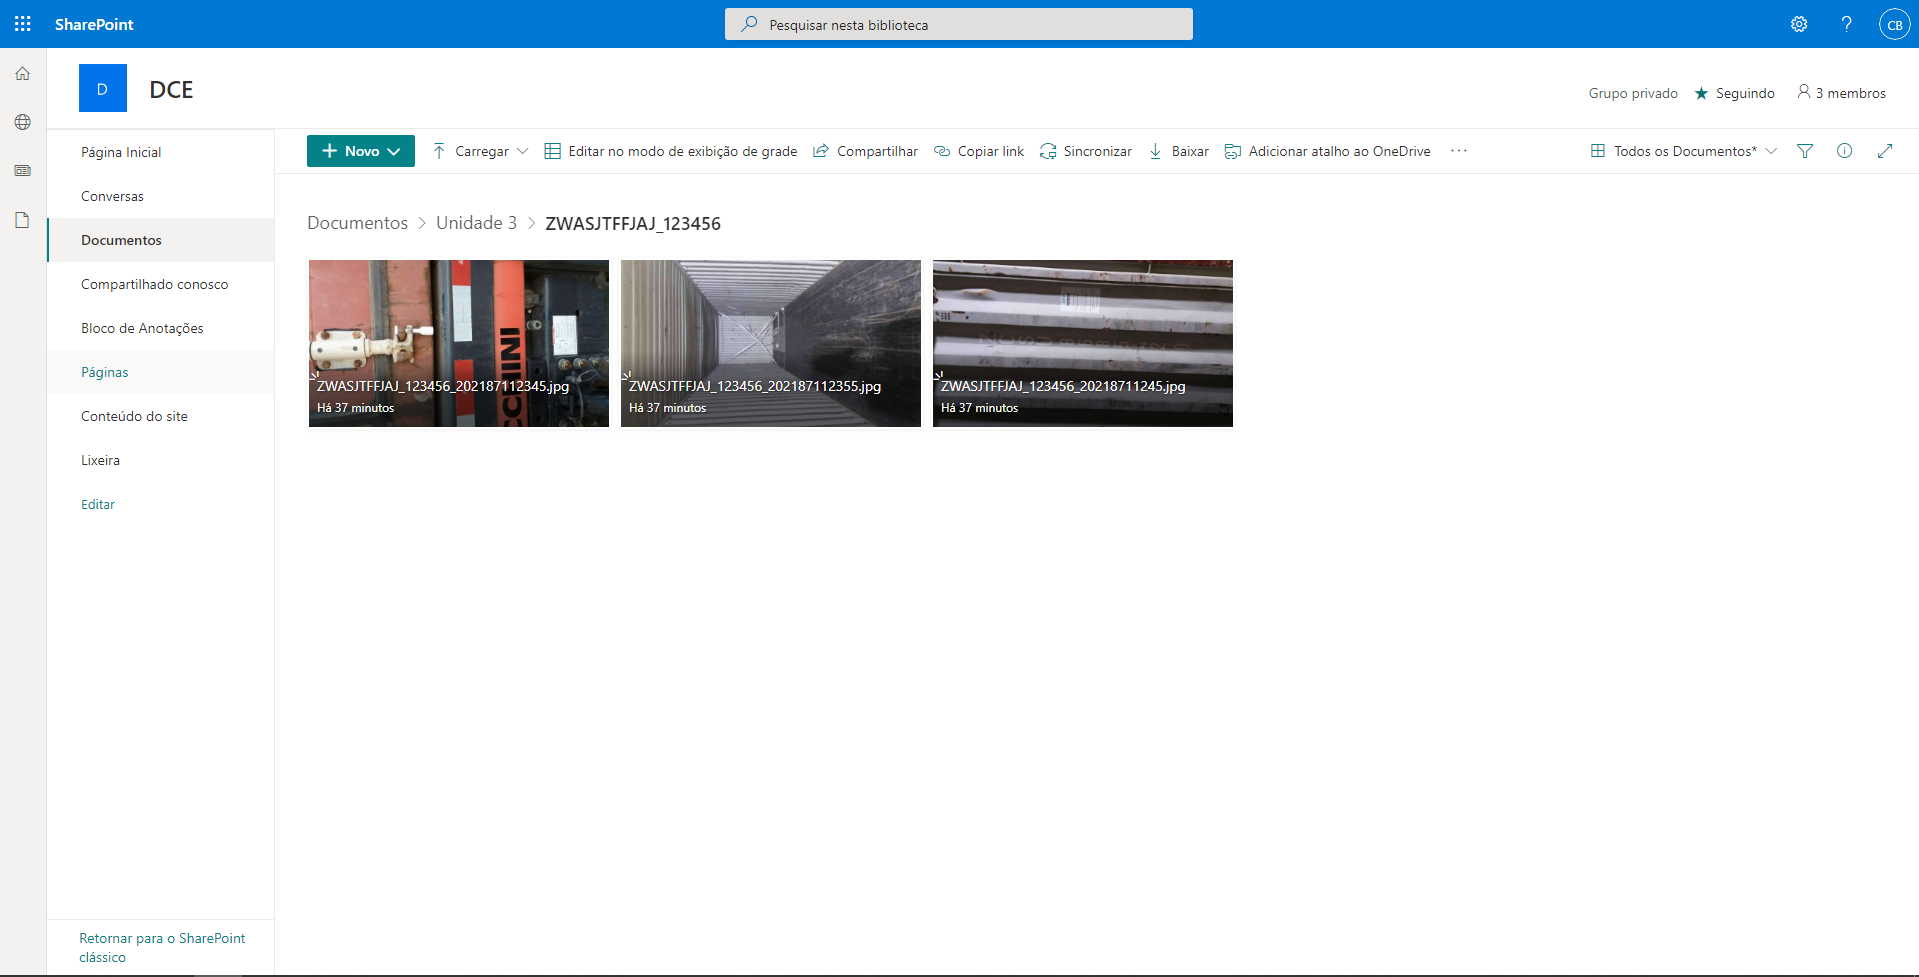 SharePoint
Pesquisar nesta biblioteca
?
CB
D
DCE
Grupo privado
Seguindo
3 membros
Página Inicial
Conversas
Documentos
Compartilhado conosco
Bloco de Anotações
Páginas
Conteúdo do site
Lixeira
Editar
Retornar para o SharePoint
clássico
Novo
Carregar
Editar no modo de exibição de grade
Compartilhar
Copiar link
Sincronizar
Baixar
Adicionar atalho ao OneDrive
...
Todos os Documentos*
Documentos > Unidade 3 > ZWASJTFFJAJ_123456
CCHINI
ZWASJTFFJAJ_123456_202187112345.jpg
Há 37 minutos
ZWASJTFFJAJ_123456_202187112355.jpg
Há 37 minutos
ZWASJTFFJAJ_123456_20218711245.jpg
Há 37 minutos